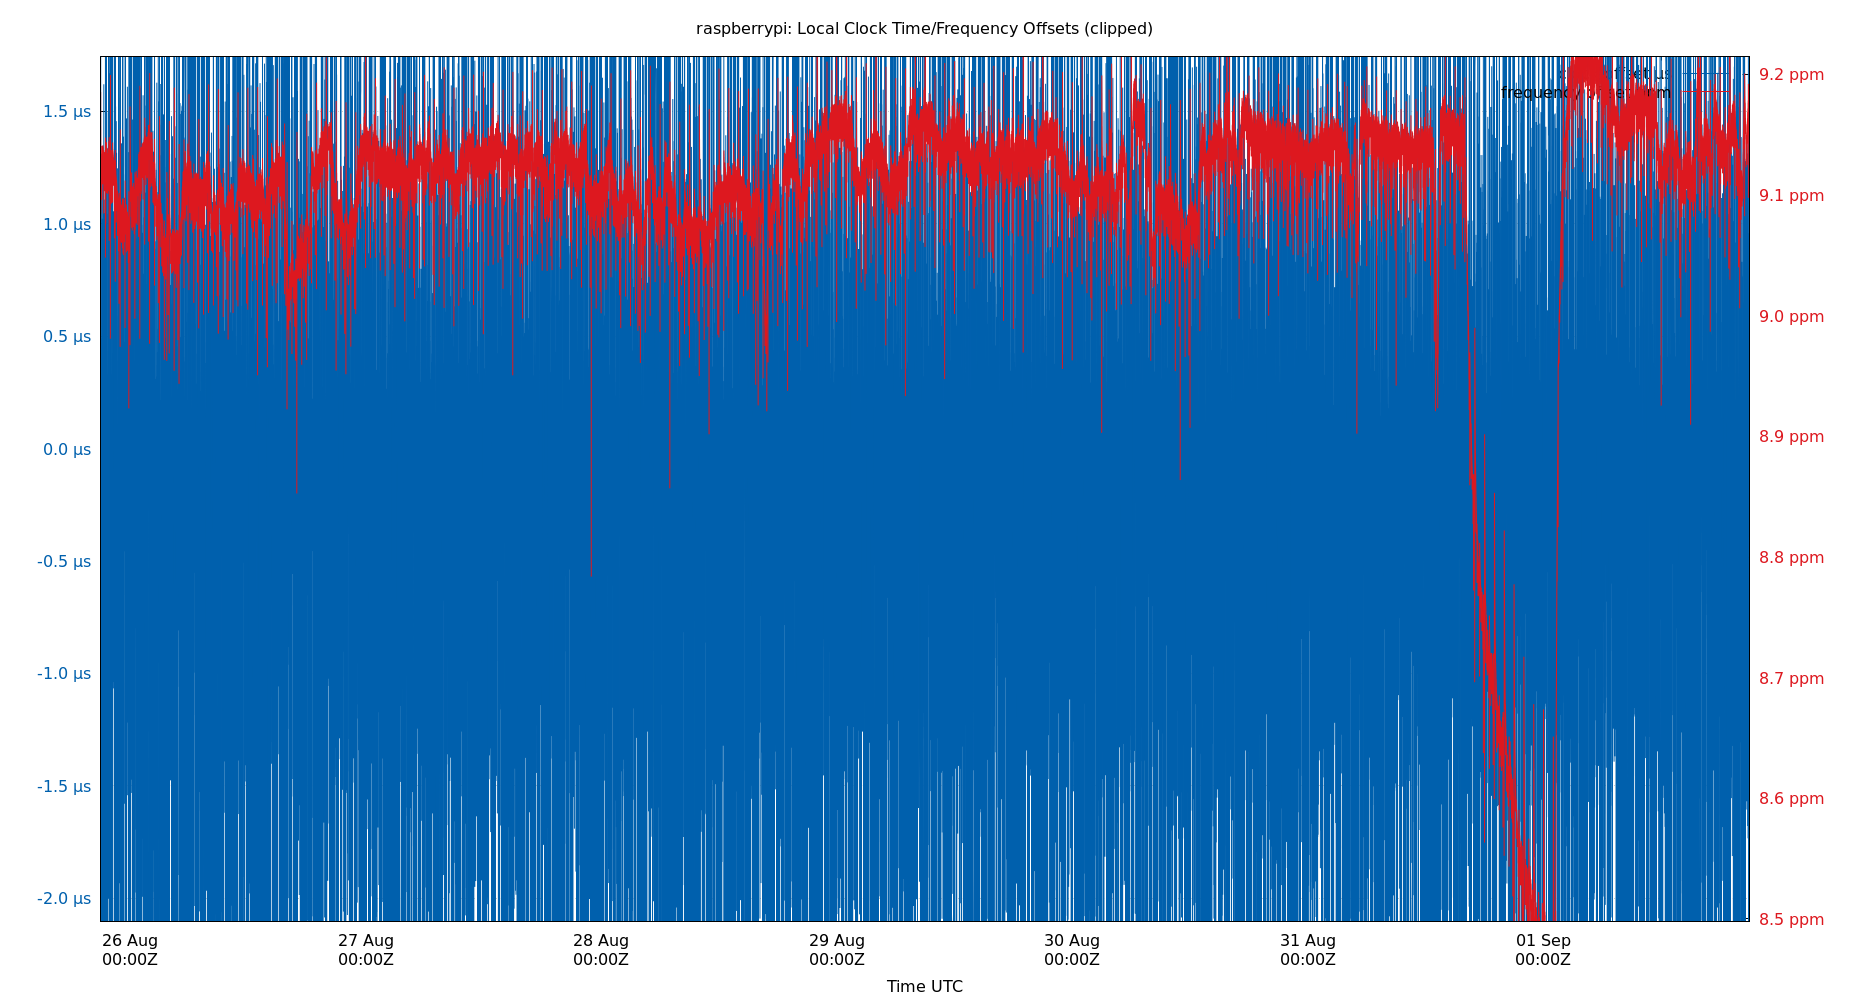 raspberrypi: Local Clock Time/Frequency Offsets (clipped)
1.5 µs
1.0 µs
0.5 µs
0.0 µs
-0.5 µs
-1.0 µs
-1.5 µs
-2.0 µs
9.2 ppm
9.1 ppm
9.0 ppm
8.9 ppm
8.8 ppm
8.7 ppm
8.6 ppm
8.5 ppm
frequency
26 Aug
00:00Z
27 Aug
00:00Z
28 Aug
00:00Z
29 Aug
00:00Z
30 Aug
00:00Z
31 Aug
00:00Z
01 Sep
00:00Z
Time UTC